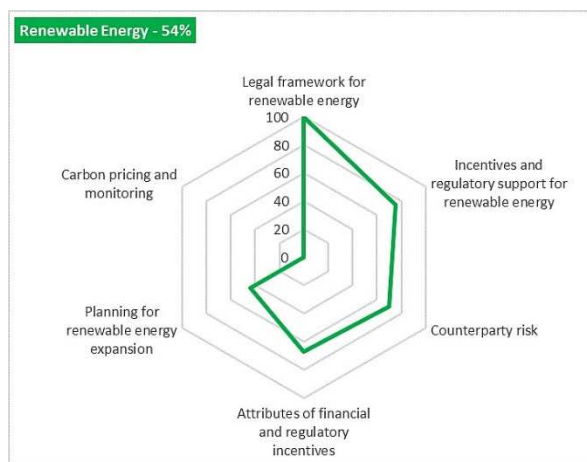 Renewable Energy - 54%
Legal framework for
renewable energy
100
80
60
40
20
0
Incentives and
regulatory support for
renewable energy
Counterparty risk
Attributes of financial
and regulatory
incentives
Planning for
renewable energy
expansion
Carbon pricing and
monitoring